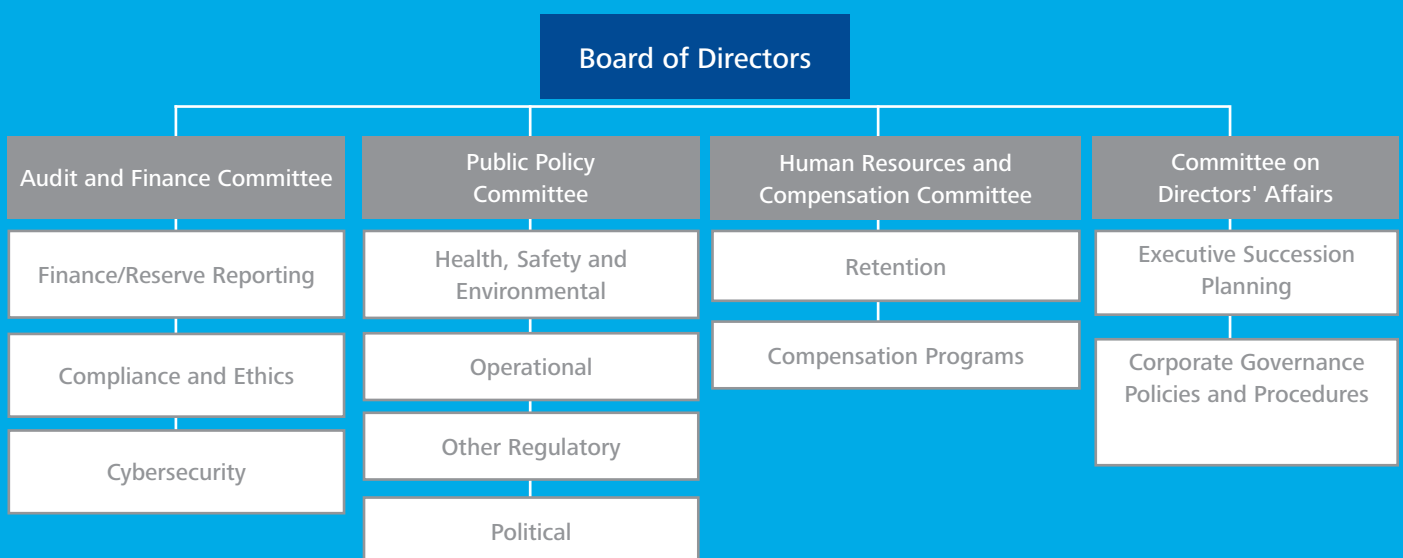 Board of Directors
Audit and Finance Committee
Finance/Reserve Reporting
Compliance and Ethics
Cybersecurity
Public Policy
Committee
Health, Safety and
Environmental
Operational
Other Regulatory
Political
Human Resources and
Compensation Committee
Retention
Compensation Programs
Committee on
Directors' Affairs
Executive Succession
Planning
Corporate Governance
Policies and Procedures